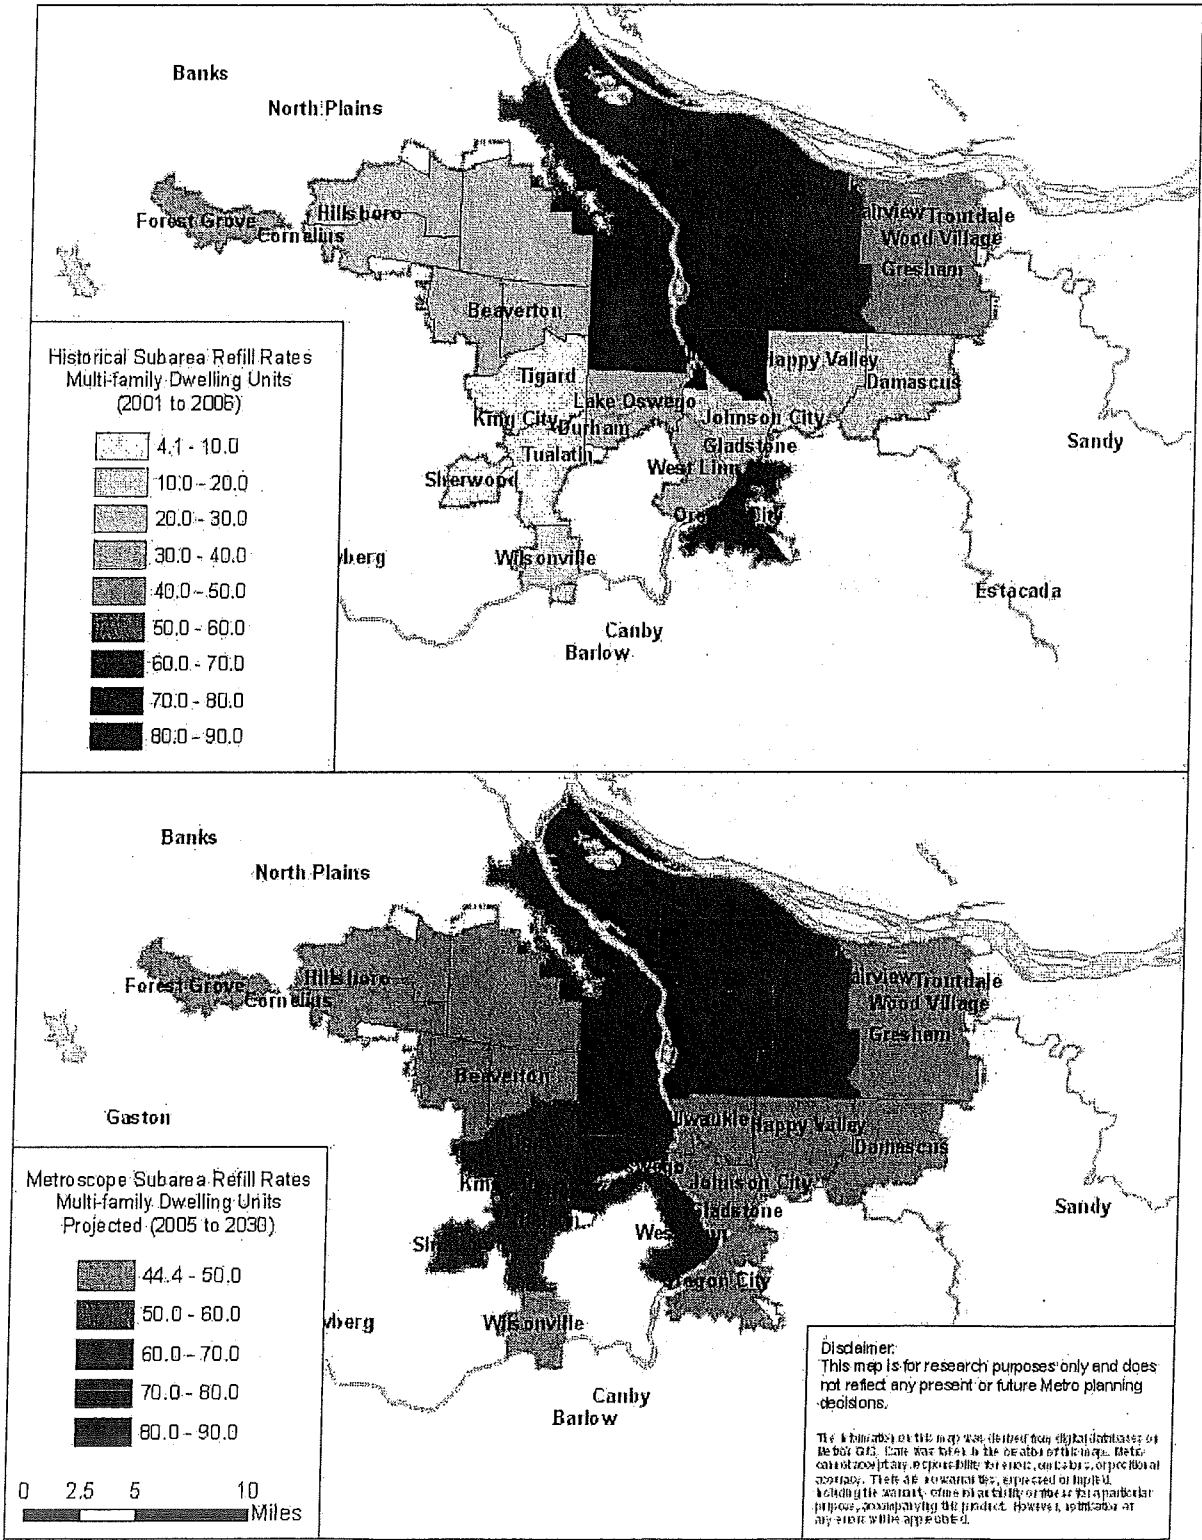 Banks
North Plains
Forest Grove
Cornelius
Hillsboro
Fairview
Troutdale
Wood Village
Gresham
Beaverton
Happy Valley
Damascus
Tigard
Lake Oswego
King City
Durham
Johnson City
Tualatin
Gladstone
West Linn
Sherwood
Sandy
Oregon City
Wilsonville
Estacada
Canby
Barlow
Historical Subarea Refill Rates
Multi-family Dwelling Units
(2001 to 2006)
4.1 - 10.0
10.0 - 20.0
20.0 - 30.0
30.0 - 40.0
40.0 - 50.0
50.0 - 60.0
60.0 - 70.0
70.0 - 80.0
80.0 - 90.0
Banks
North Plains
Forest Grove
Cornelius
Hillsboro
airview
Troutdale
Wood Village
Gresham
Beaverton
Gaston
Happy Valley
Damascus
Johnson City
Gladstone
Sandy
Oregon City
Wilsonville
Canby
Barlow
Metroscope Subarea Refill Rates
Multi-family Dwelling Units
Projected (2005 to 2030)
44.4 - 50.0
50.0 - 60.0
60.0 - 70.0
70.0 - 80.0
80.0 - 90.0
0 2.5 5 10
Miles
Disclaimer:
This map is for research purposes only and does
not reflect any present or future Metro planning
decisions.